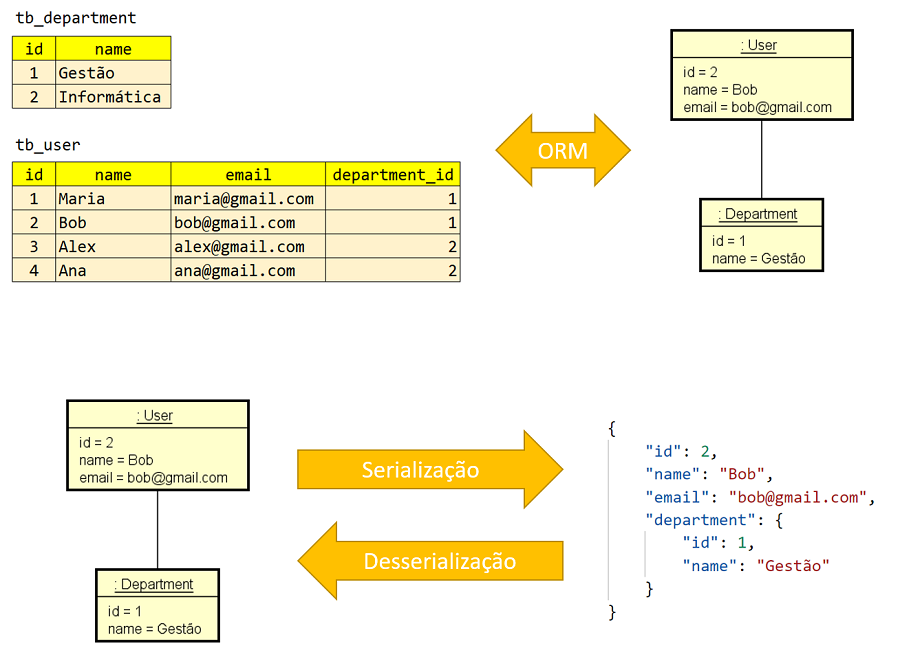 tb_department
id name
1 Gestão
2 Informática
tb_user
id name email department_id
1 Maria maria@gmail.com 1
2 Bob bob@gmail.com 1
3 Alex alex@gmail.com 2
4 Ana ana@gmail.com 2
ORM
: User
id = 2
name = Bob
email = bob@gmail.com
: Department
id = 1
name = Gestão
: User
id = 2
name = Bob
email = bob@gmail.com
: Department
id = 1
name = Gestão
Serialização
Desserialização
{
"id": 2,
"name": "Bob",
"email": "bob@gmail.com",
"department": {
"id": 1,
"name": "Gestão"
}
}